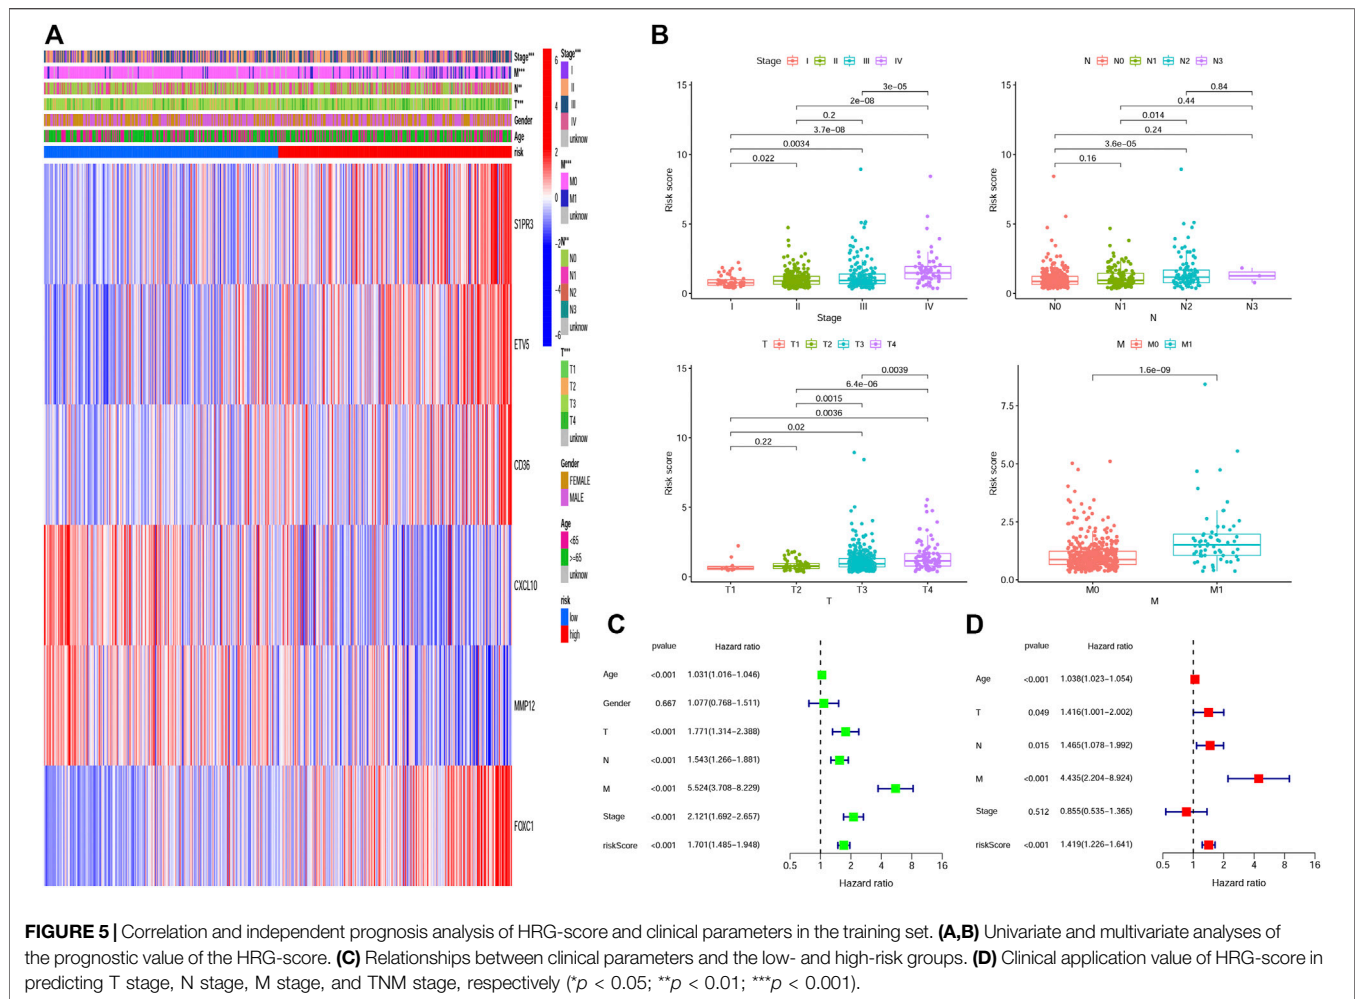 A
Stage***
M***
N**
T***
Gender
Age
risk
S1PR3
ETV5
CD36
CXCL10
MMP12
FOXC1
6
4
2
0
−2
−4
−6
Stage***
I
II
III
IV
unknow
M***
M0
M1
unknow
N**
N0
N1
N2
N3
unknow
T***
T1
T2
T3
T4
unknow
Gender
FEMALE
MALE
Age
<65
>=65
unknow
risk
low
high
B
Stage I II III IV
15
10
5
0
Risk score
3e−05
2e−08
0.2
3.7e−08
0.0034
0.022
I II III IV
Stage
N N0 N1 N2 N3
15
10
5
0
Risk score
0.84
0.44
0.014
0.24
3.6e−05
0.16
N0 N1 N2 N3
N
T T1 T2 T3 T4
15
10
5
0
Risk score
0.0039
6.4e−06
0.0015
0.0036
0.02
0.22
T1 T2 T3 T4
T
M M0 M1
7.5
5.0
2.5
0.0
Risk score
1.6e−09
M0 M1
M
C
pvalue Hazard ratio
Age <0.001 1.031(1.016−1.046)
Gender 0.667 1.077(0.768−1.511)
T <0.001 1.771(1.314−2.388)
N <0.001 1.543(1.266−1.881)
M <0.001 5.524(3.708−8.229)
Stage <0.001 2.121(1.692−2.657)
riskScore <0.001 1.701(1.485−1.948)
0.5 1 2 4 8 16
Hazard ratio
D
pvalue Hazard ratio
Age <0.001 1.038(1.023−1.054)
T 0.049 1.416(1.001−2.002)
N 0.015 1.465(1.078−1.992)
M <0.001 4.435(2.204−8.924)
Stage 0.512 0.855(0.535−1.365)
riskScore <0.001 1.419(1.226−1.641)
0.5 1 2 4 8 16
Hazard ratio
FIGURE 5 | Correlation and independent prognosis analysis of HRG-score and clinical parameters in the training set. (A,B) Univariate and multivariate analyses of
the prognostic value of the HRG-score. (C) Relationships between clinical parameters and the low- and high-risk groups. (D) Clinical application value of HRG-score in
predicting T stage, N stage, M stage, and TNM stage, respectively (*p < 0.05; **p < 0.01; ***p < 0.001).